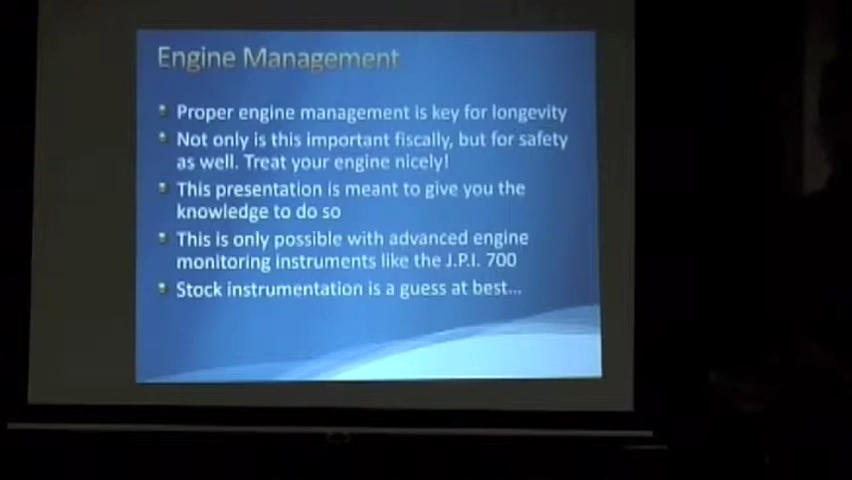 Engine Management
Proper engine management is key for longevity
Not only is this important fiscally, but for safety
as well. Treat your engine nicely!
This presentation is meant to give you the
knowledge to do so
This is only possible with advanced engine
monitoring instruments like the J.P.I. 700
Stock instrumentation is a guess at best...